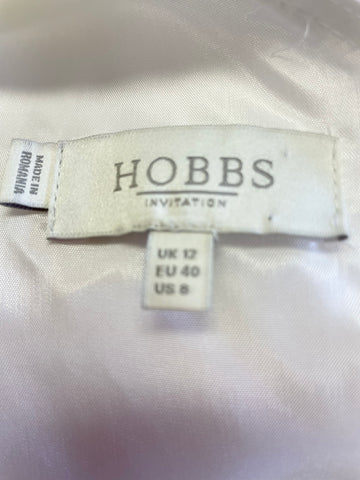 MADE IN
ROMANIA
HOBBS
INVITATION
UK 12
EU 40
US 8